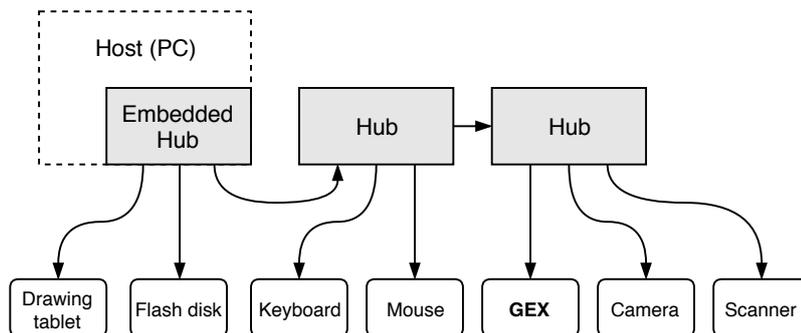 Host (PC)
Embedded
Hub
Hub
Hub
Drawing
tablet
Flash disk
Keyboard
Mouse
GEX
Camera
Scanner